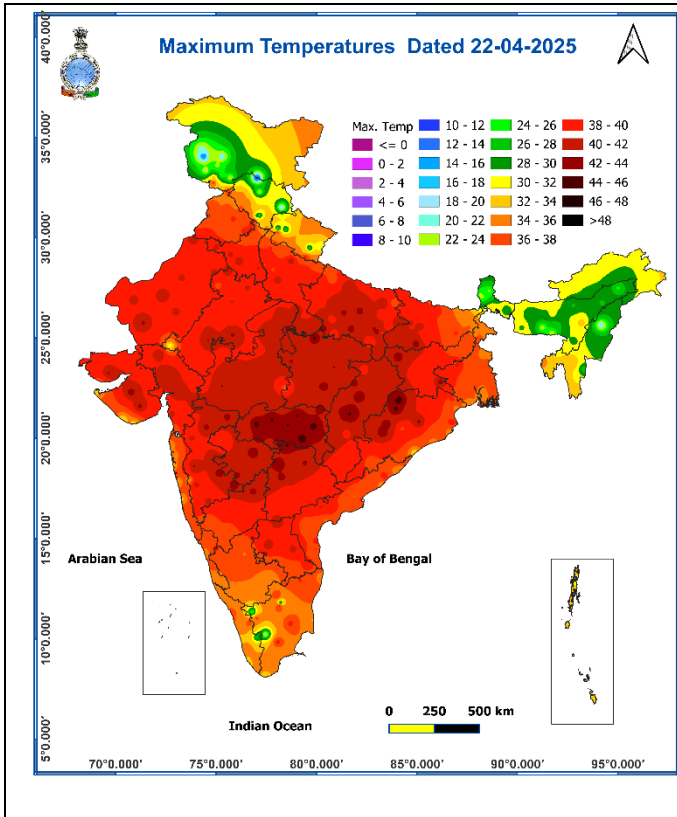 Maximum Temperatures Dated 22-04-2025
Max. Temp
<= 0
0 - 2
2 - 4
4 - 6
6 - 8
8 - 10
10 - 12
12 - 14
14 - 16
16 - 18
18 - 20
20 - 22
22 - 24
24 - 26
26 - 28
28 - 30
30 - 32
32 - 34
34 - 36
36 - 38
38 - 40
40 - 42
42 - 44
44 - 46
46 - 48
>48
40°0.000'
35°0.000'
30°0.000'
25°0.000'
20°0.000'
15°0.000'
10°0.000'
5°0.000'
Arabian Sea
Bay of Bengal
Indian Ocean
0 250 500 km
70°0.000' 75°0.000' 80°0.000' 85°0.000' 90°0.000' 95°0.000'